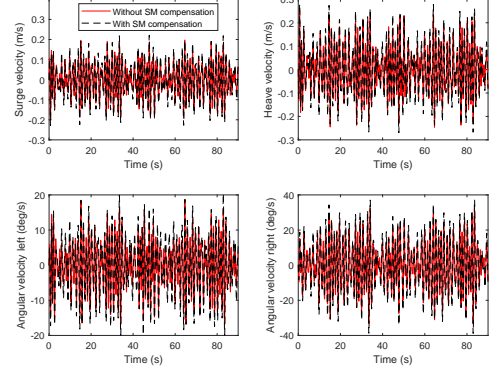 Without SM compensation
With SM compensation
Surge velocity (m/s)
0.3
0.2
0.1
0
-0.1
-0.2
-0.3
0 20 40 60 80
Time (s)
Heave velocity (m/s)
0.3
0.2
0.1
0
-0.1
-0.2
-0.3
0 20 40 60 80
Time (s)
Angular velocity left (deg/s)
20
10
0
-10
-20
0 20 40 60 80
Time (s)
Angular velocity right (deg/s)
40
20
0
-20
-40
0 20 40 60 80
Time (s)